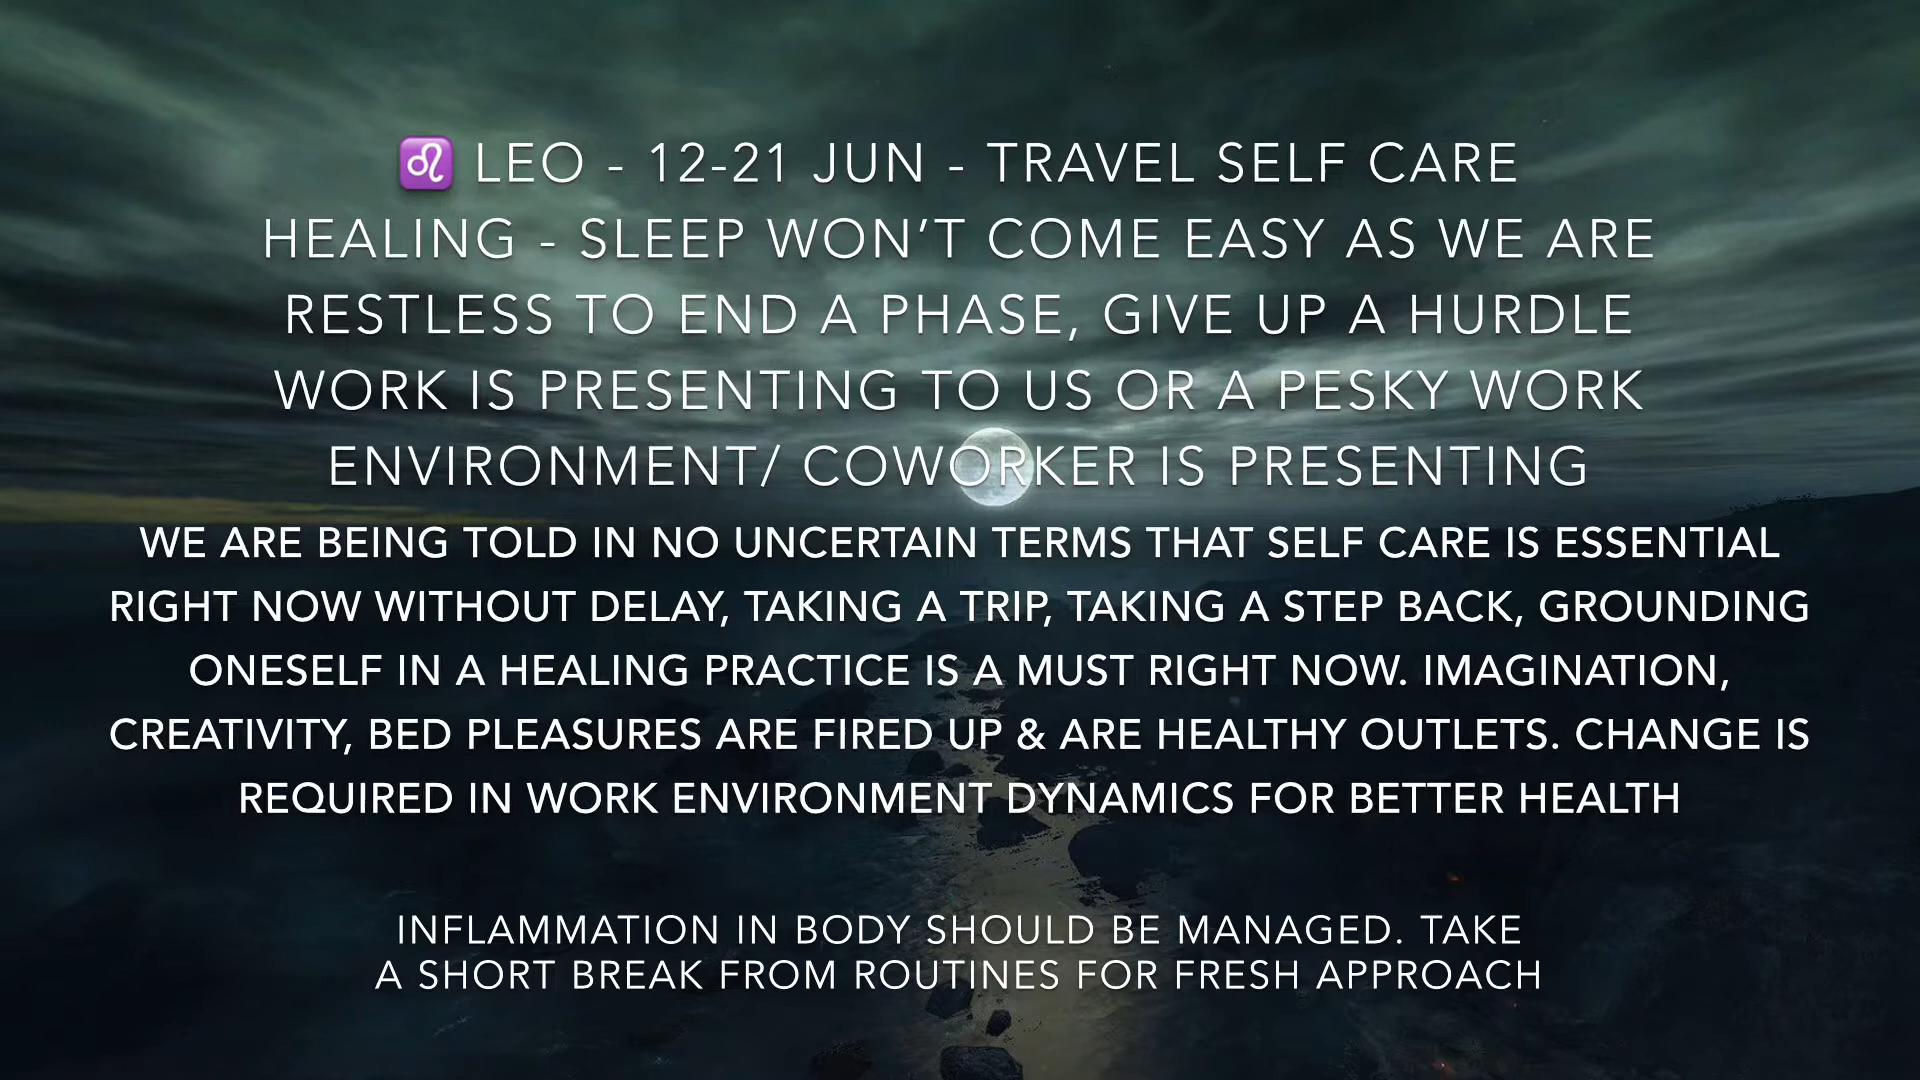 ♌ LEO - 12-21 JUN - TRAVEL SELF CARE
HEALING - SLEEP WON’T COME EASY AS WE ARE
RESTLESS TO END A PHASE, GIVE UP A HURDLE
WORK IS PRESENTING TO US OR A PESKY WORK
ENVIRONMENT/ COWORKER IS PRESENTING
WE ARE BEING TOLD IN NO UNCERTAIN TERMS THAT SELF CARE IS ESSENTIAL
RIGHT NOW WITHOUT DELAY, TAKING A TRIP, TAKING A STEP BACK, GROUNDING
ONESELF IN A HEALING PRACTICE IS A MUST RIGHT NOW. IMAGINATION,
CREATIVITY, BED PLEASURES ARE FIRED UP & ARE HEALTHY OUTLETS. CHANGE IS
REQUIRED IN WORK ENVIRONMENT DYNAMICS FOR BETTER HEALTH
INFLAMMATION IN BODY SHOULD BE MANAGED. TAKE
A SHORT BREAK FROM ROUTINES FOR FRESH APPROACH